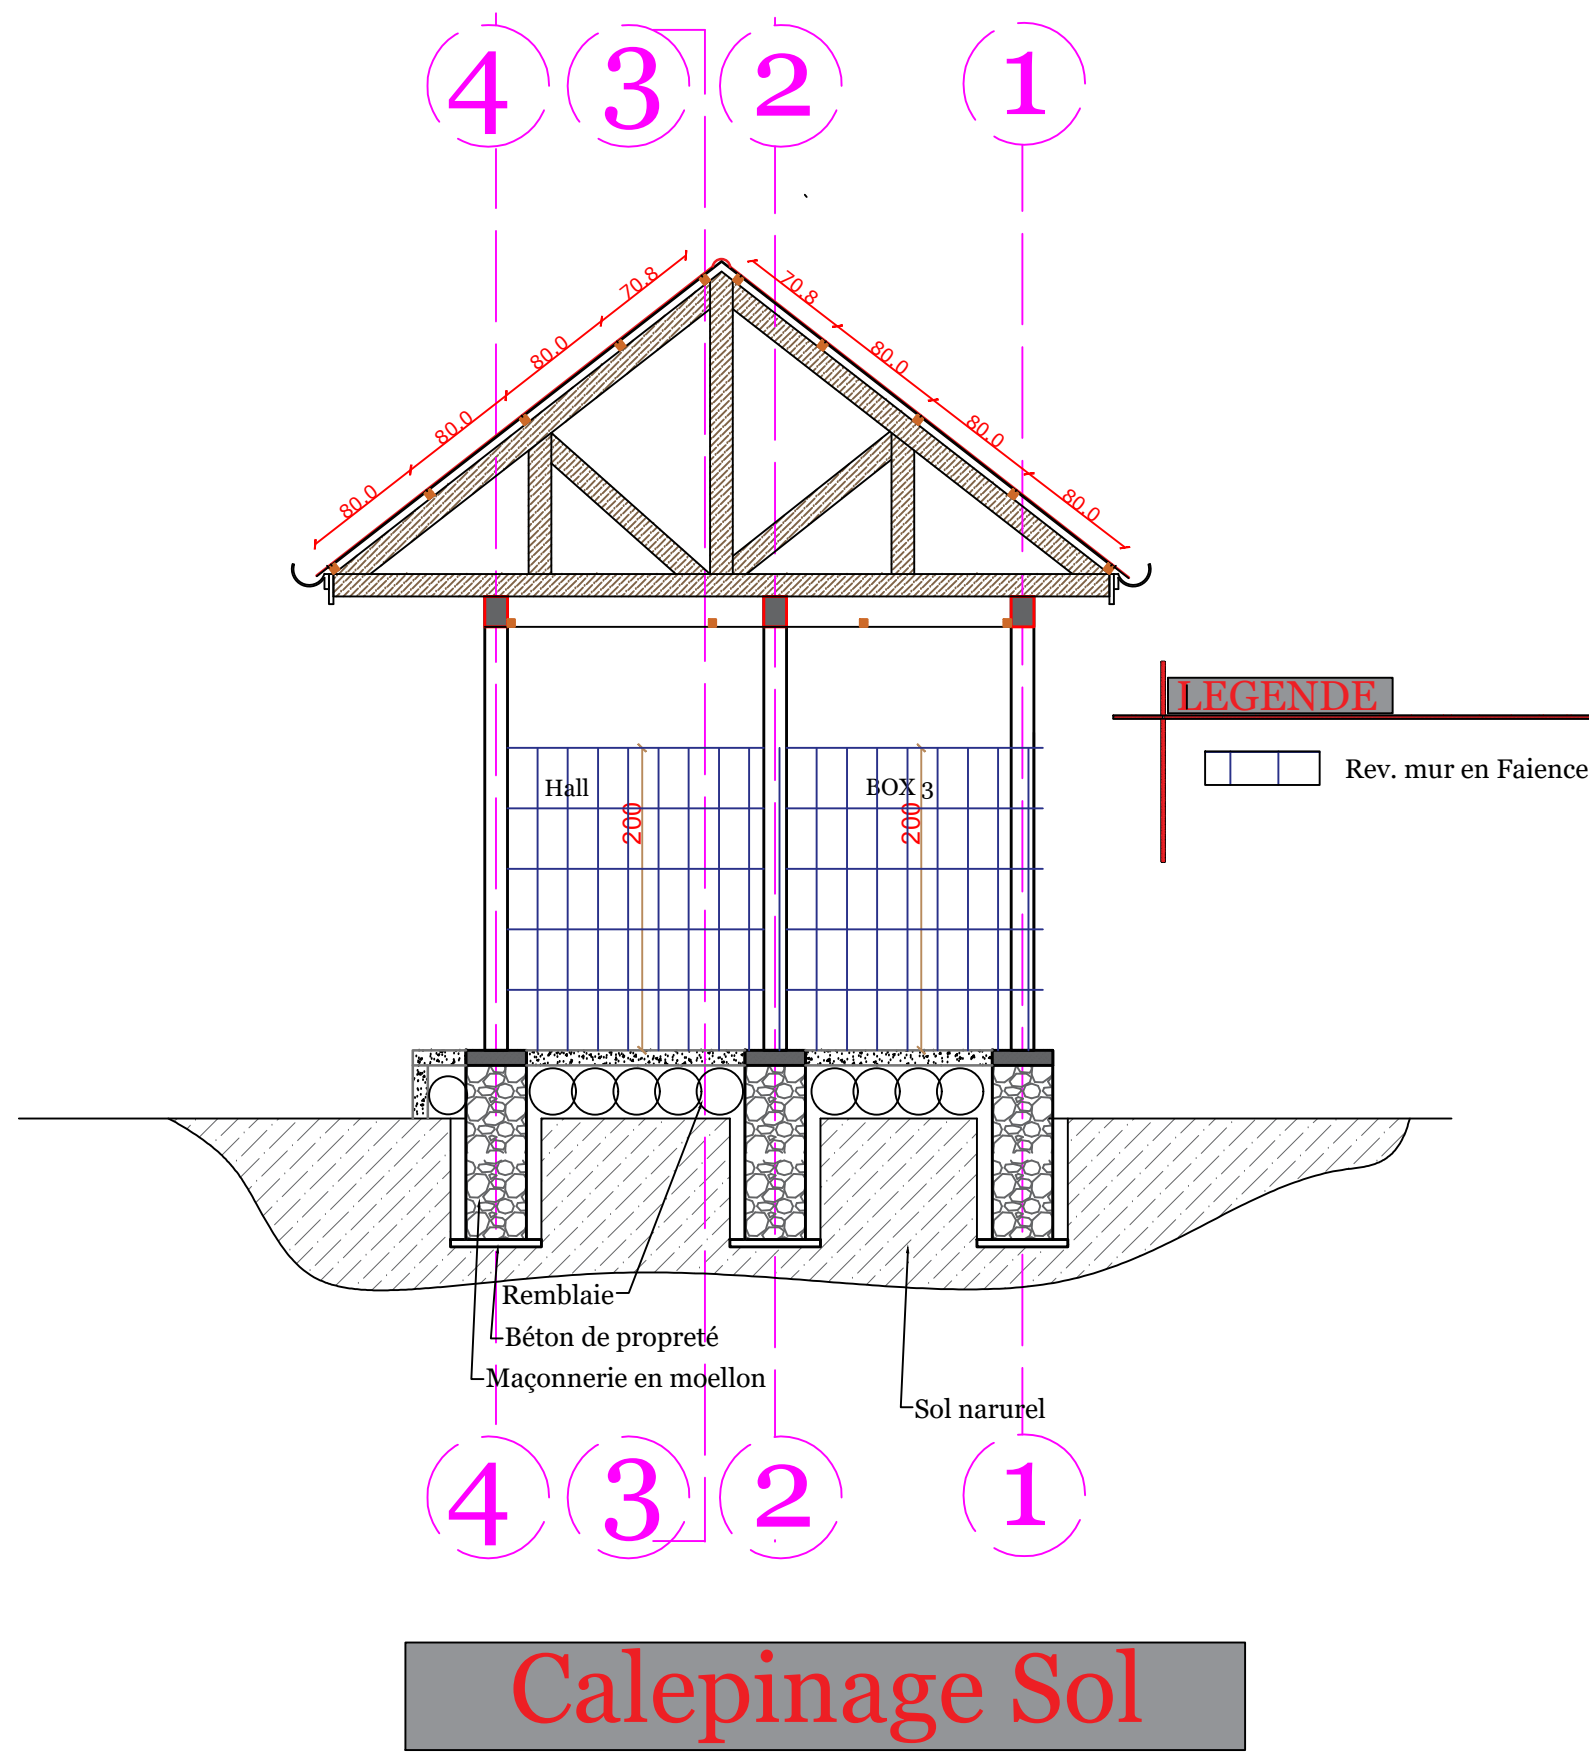 4 3 2 1
70,8 70,8
80,0 80,0
80,0 80,0
80,0 80,0
LEGENDE
Rev. mur en Faience
Hall BOX 3
200 200
Remblaie
Béton de propreté
Maçonnerie en moellon
Sol narurel
4 3 2 1
Calepinage Sol